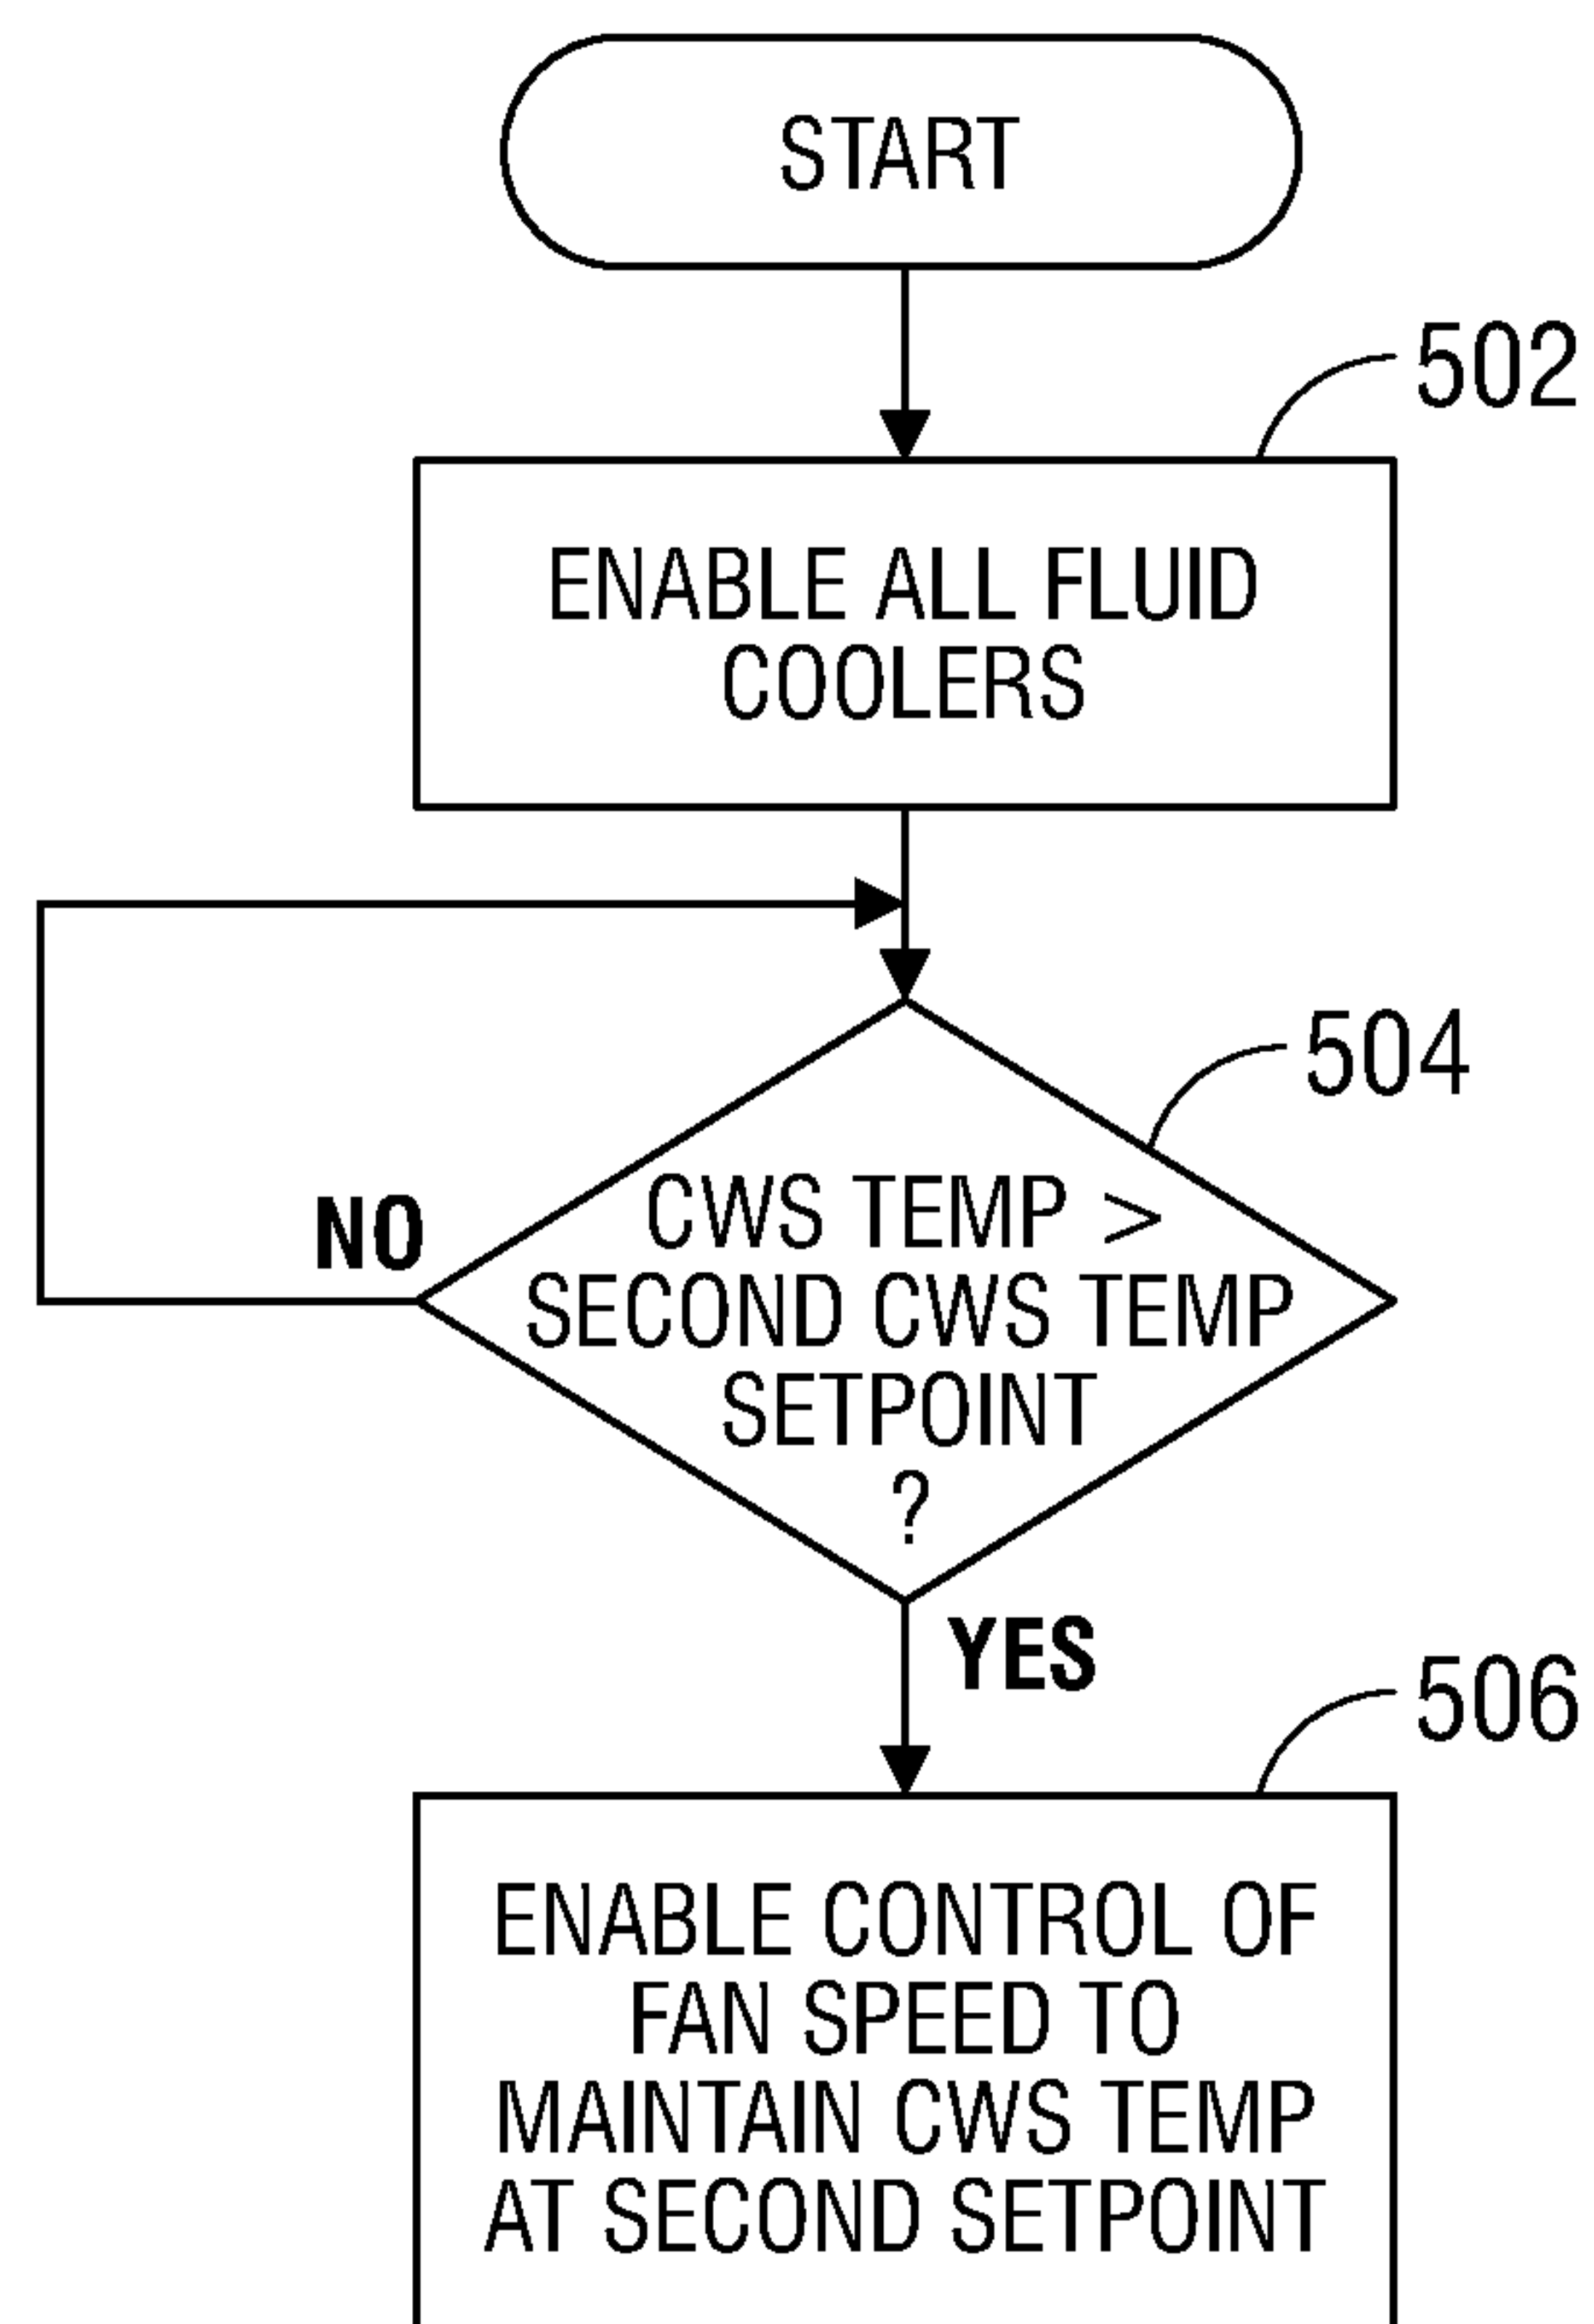 START
502
ENABLE ALL FLUID
COOLERS
504
NO
CWS TEMP >
SECOND CWS TEMP
SETPOINT
?
YES
506
ENABLE CONTROL OF
FAN SPEED TO
MAINTAIN CWS TEMP
AT SECOND SETPOINT